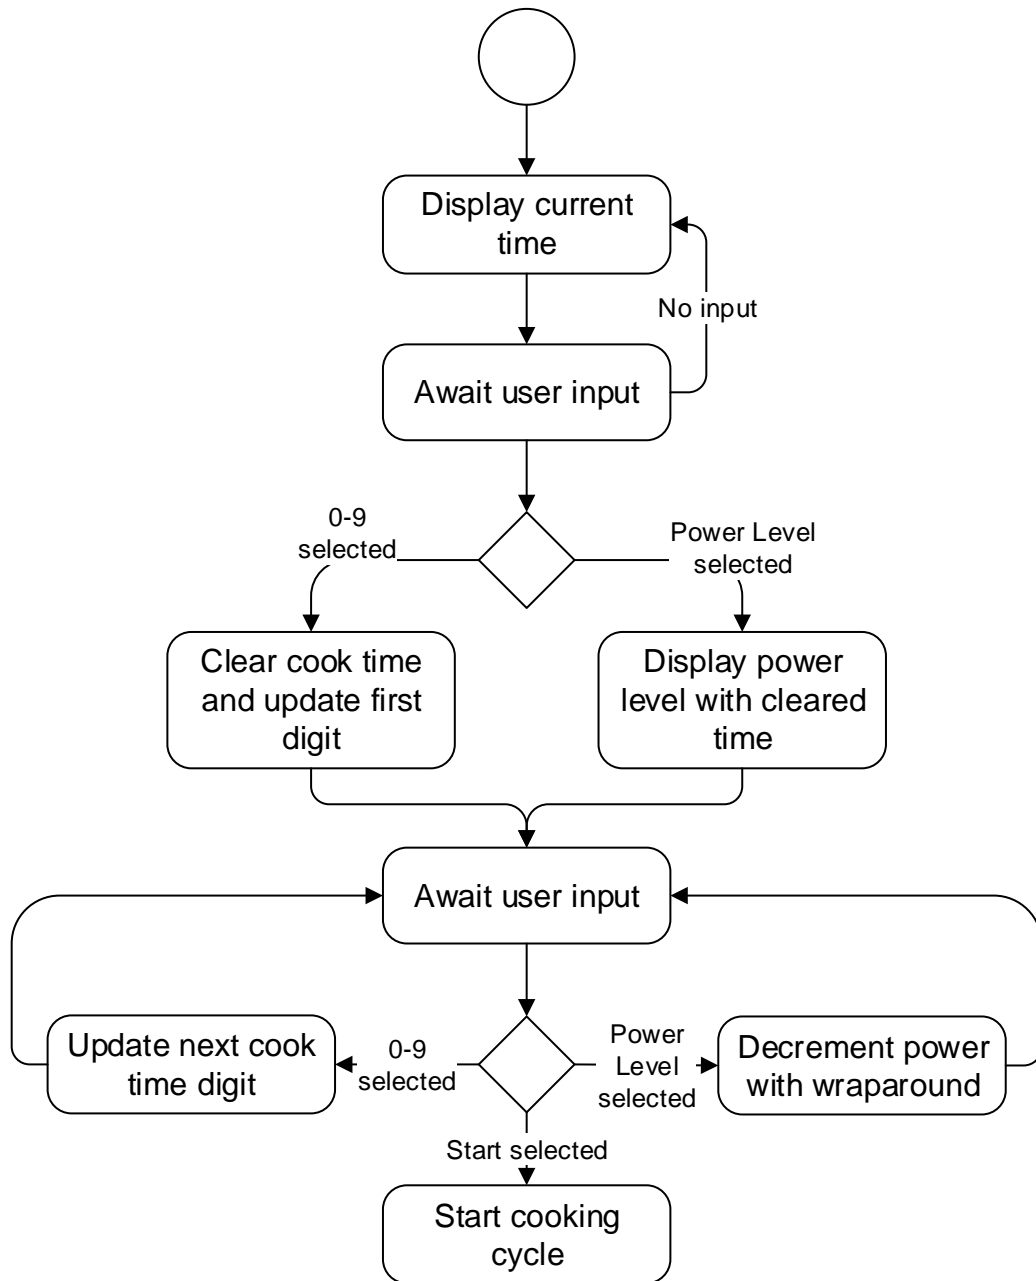 Display current
time
No input
Await user input
0-9
selected
Power Level
selected
Clear cook time
and update first
digit
Display power
level with cleared
time
Await user input
Update next cook
time digit
0-9
selected
Power
Level
selected
Decrement power
with wraparound
Start selected
Start cooking
cycle